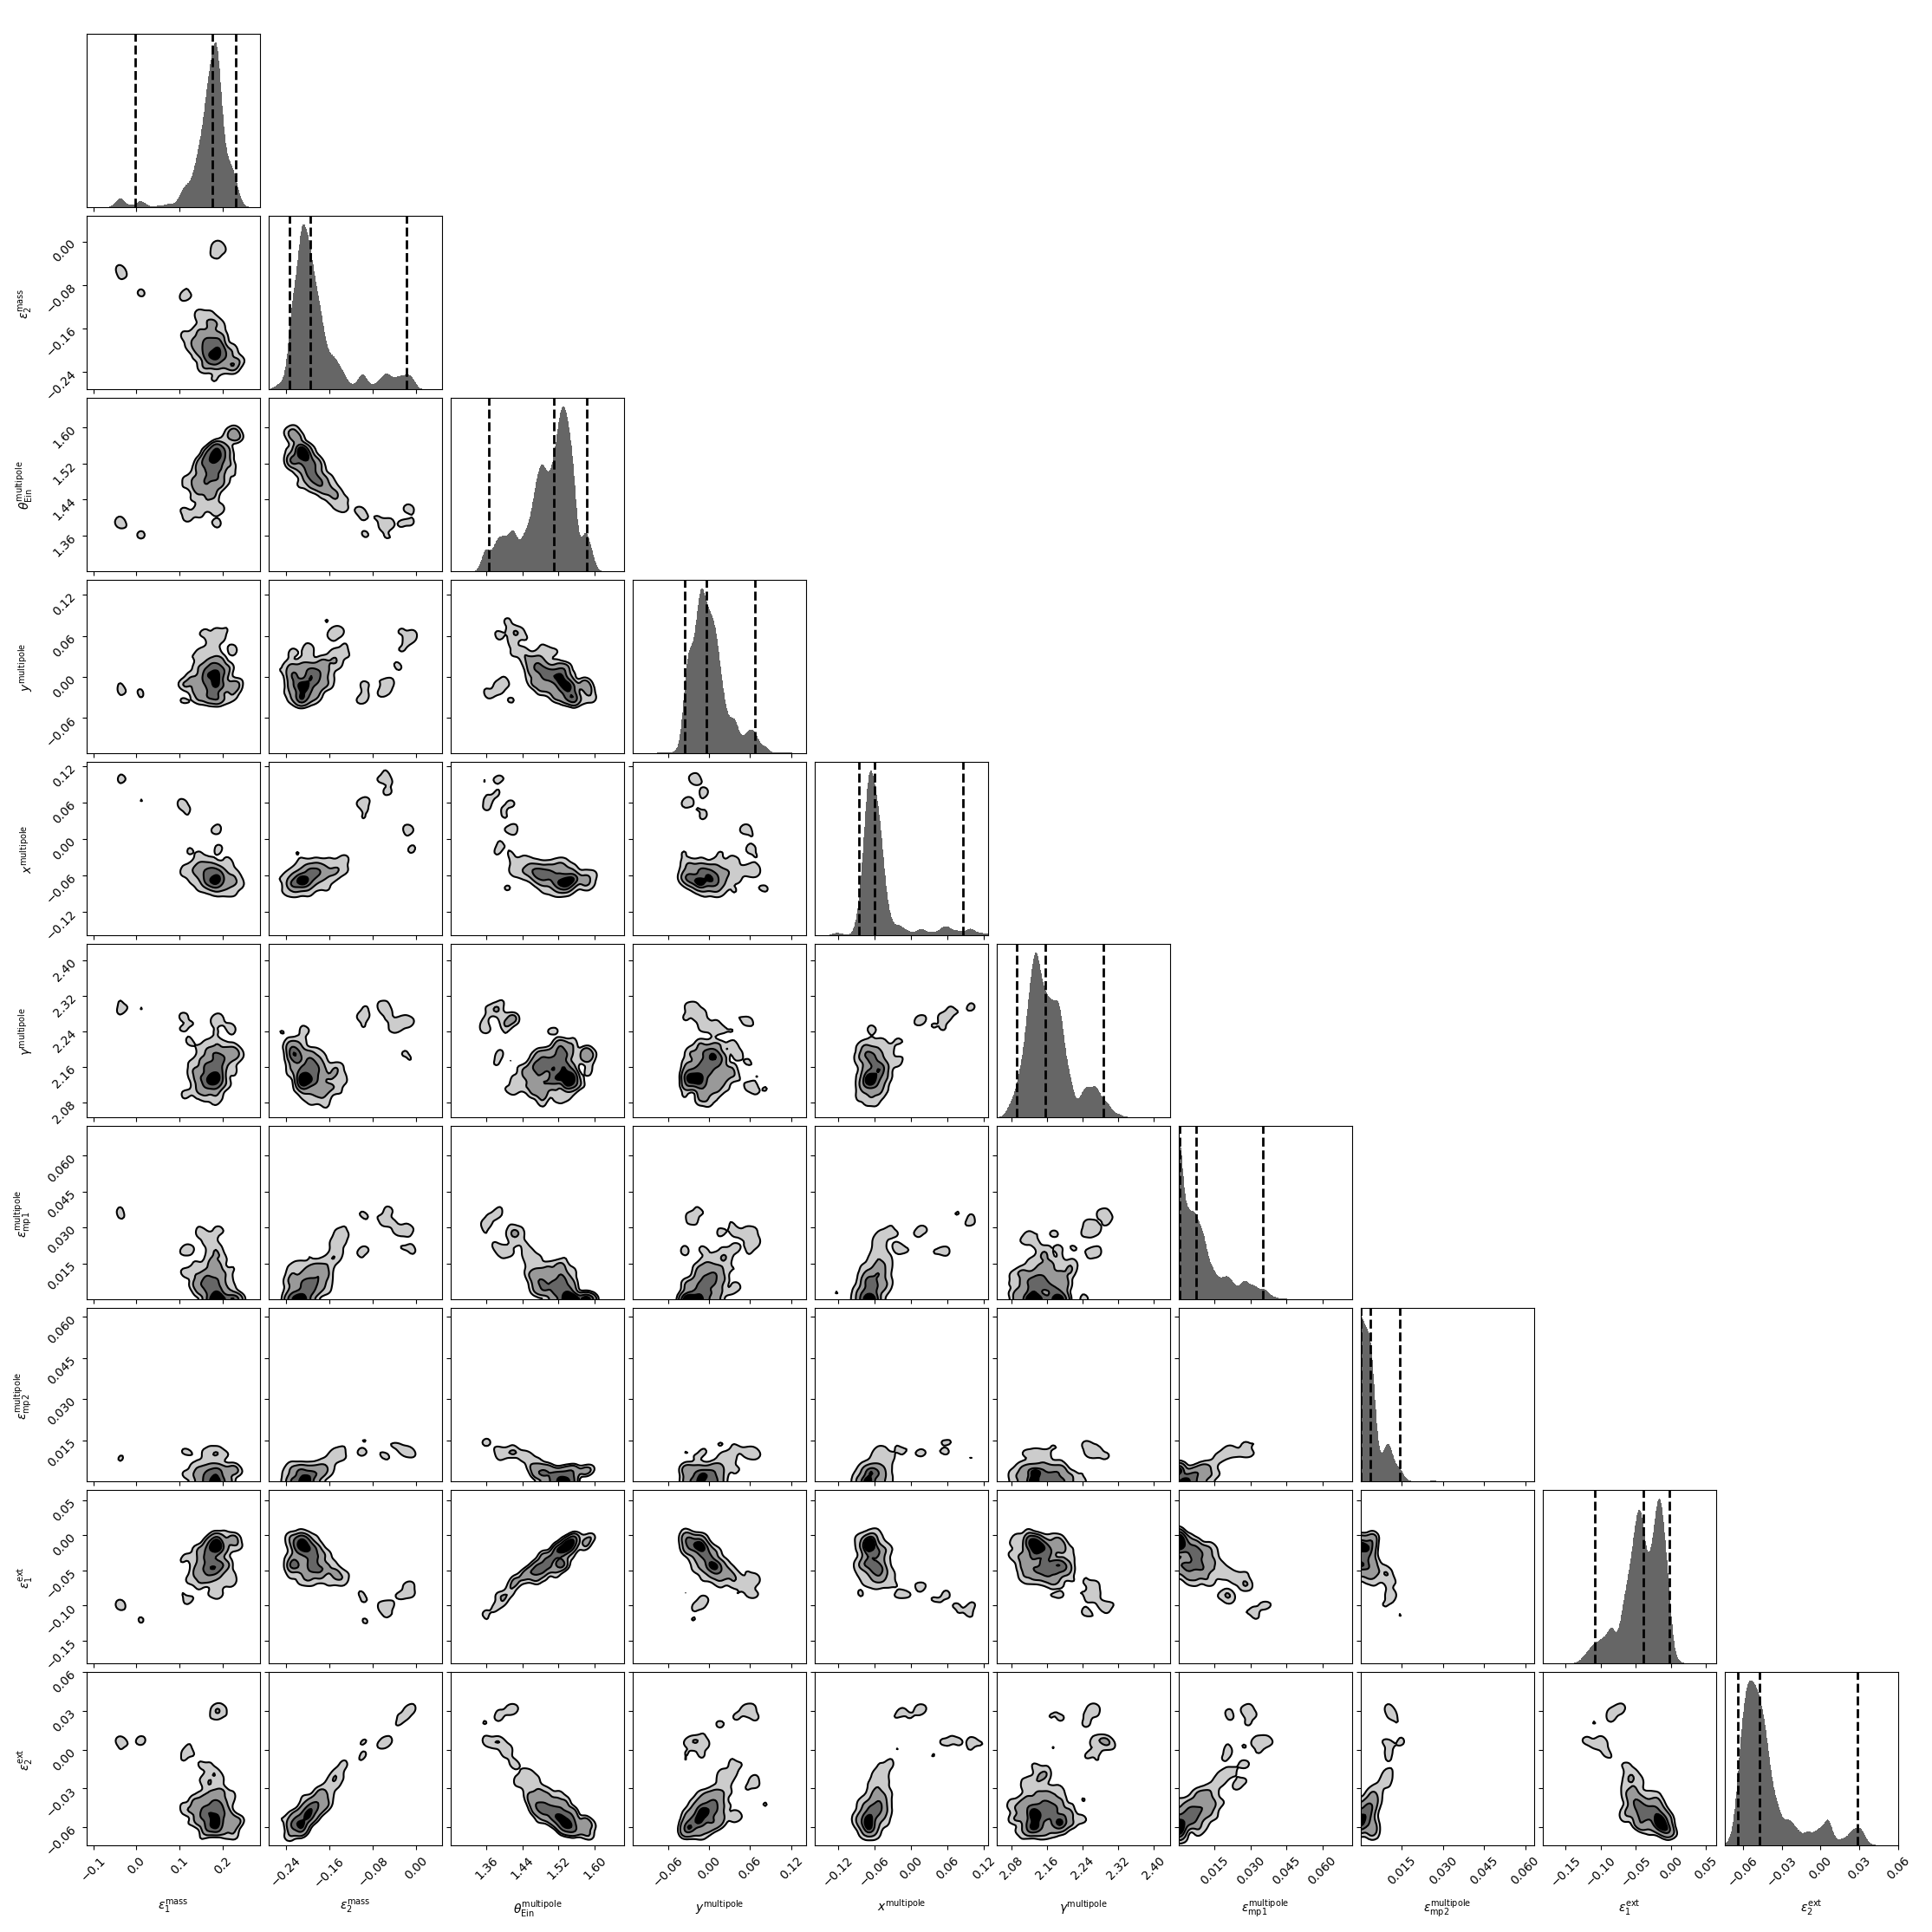 0.00
−0.08
−0.16
−0.24
ε₂^mass
1.60
1.52
1.44
1.36
θ_Ein^multipole
0.12
0.06
0.00
−0.06
y^multipole
0.12
0.06
0.00
−0.06
−0.12
x^multipole
2.40
2.32
2.24
2.16
2.08
γ^multipole
0.060
0.045
0.030
0.015
ε_mp1^multipole
0.060
0.045
0.030
0.015
ε_mp2^multipole
0.05
0.00
−0.05
−0.10
−0.15
ε₁^ext
0.06
0.03
0.00
−0.03
−0.06
ε₂^ext
−0.1 0.0 0.1 0.2
ε₁^mass
−0.24 −0.16 −0.08 0.00
ε₂^mass
1.36 1.44 1.52 1.60
θ_Ein^multipole
−0.06 0.00 0.06 0.12
y^multipole
−0.12 −0.06 0.00 0.06 0.12
x^multipole
2.08 2.16 2.24 2.32 2.40
γ^multipole
0.015 0.030 0.045 0.060
ε_mp1^multipole
0.015 0.030 0.045 0.060
ε_mp2^multipole
−0.15 −0.10 −0.05 0.00 0.05
ε₁^ext
−0.06 −0.03 0.00 0.03 0.06
ε₂^ext